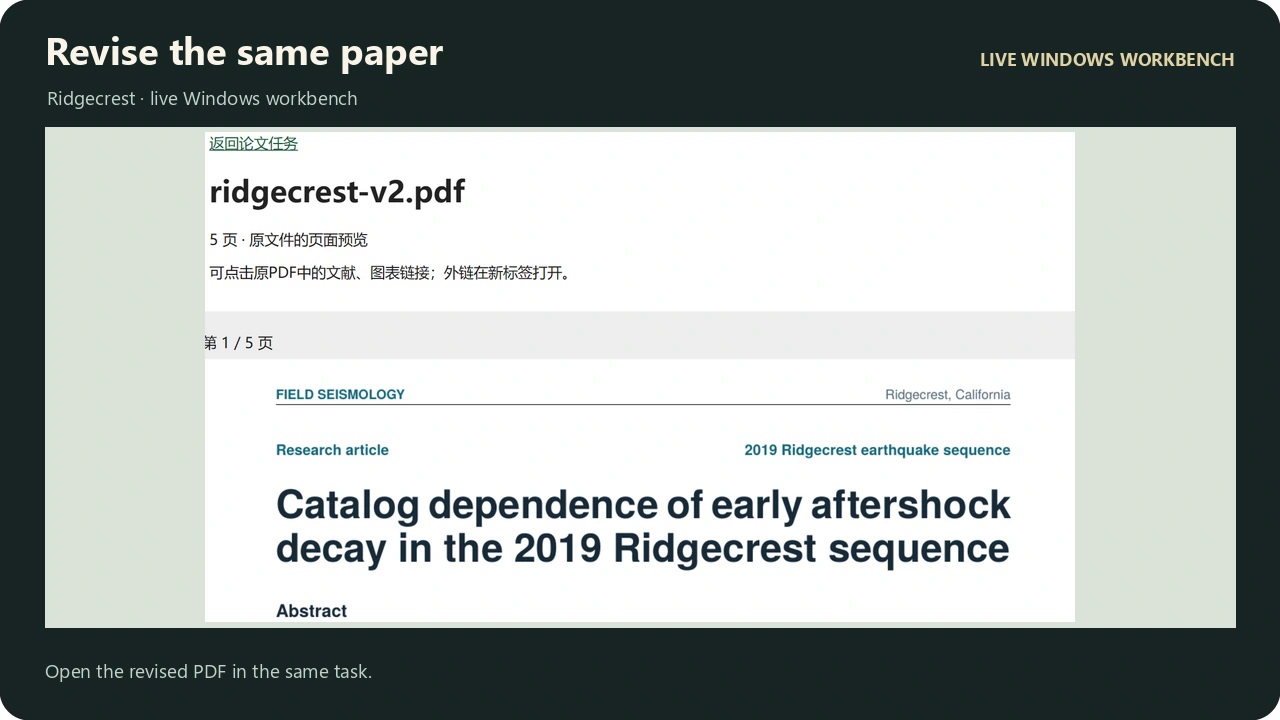 Revise the same paper
LIVE WINDOWS WORKBENCH
Ridgecrest · live Windows workbench
返回论文任务
ridgecrest-v2.pdf
5 页 · 原文件的页面预览
可点击原PDF中的文献、图表链接；外链在新标签打开。
第 1 / 5 页
FIELD SEISMOLOGY
Ridgecrest, California
Research article
2019 Ridgecrest earthquake sequence
Catalog dependence of early aftershock
decay in the 2019 Ridgecrest sequence
Abstract
Open the revised PDF in the same task.